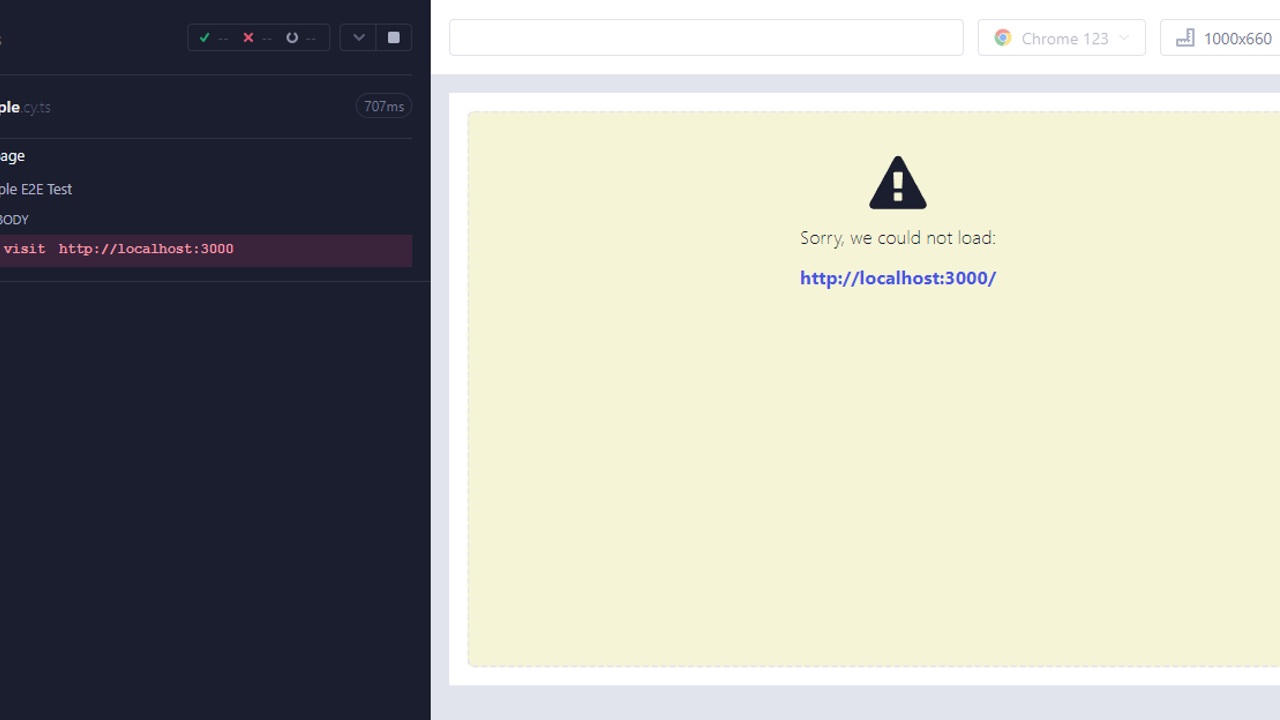 s
-- -- --
ple.cy.ts 707ms
age
ple E2E Test
BODY
visit http://localhost:3000
Chrome 123 1000x660
Sorry, we could not load:
http://localhost:3000/